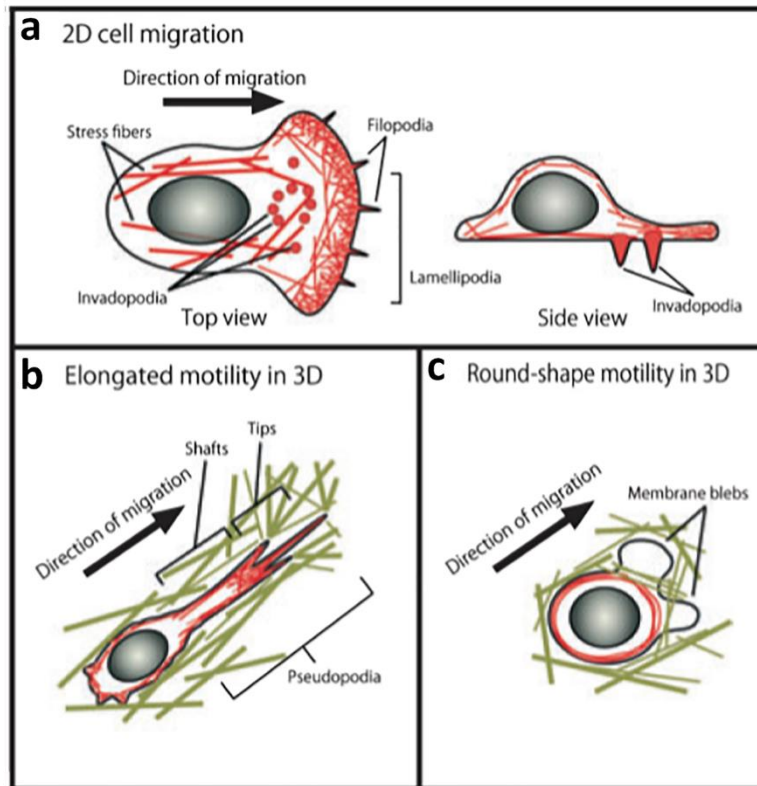 a 2D cell migration
Direction of migration
Stress fibers
Filopodia
Lamellipodia
Invadopodia
Invadopodia
Top view
Side view
b Elongated motility in 3D
Tips
Shafts
Direction of migration
Pseudopodia
c Round-shape motility in 3D
Membrane blebs
Direction of migration